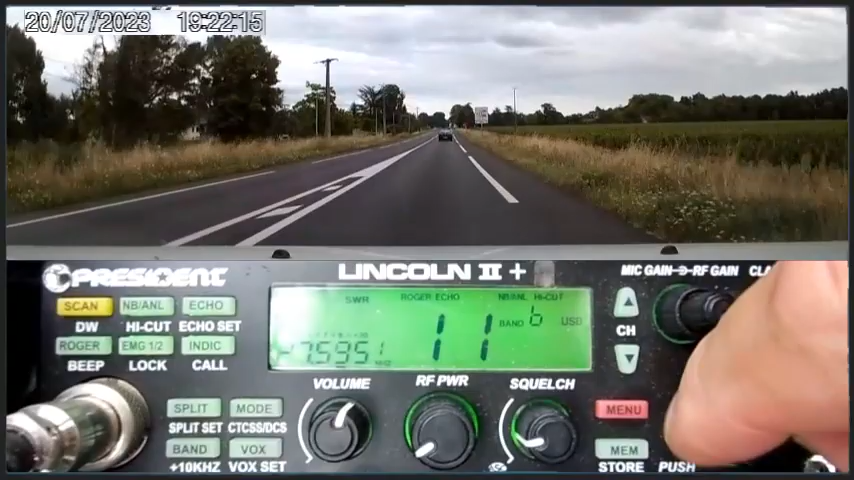 20/07/2023 19:22:15
PRESIDENT LINCOLN II + MIC GAIN RF GAIN
SCAN NB/ANL ECHO
DW HI-CUT ECHO SET
ROGER EMG 1/2 INDIC
BEEP LOCK CALL
SWR ROGER ECHO NB/ANL HI-CUT
11 BAND b USB
CH
VOLUME RF PWR SQUELCH
SPLIT MODE
SPLIT SET CTCSS/DCS
BAND VOX
+10KHZ VOX SET
MENU
MEM
STORE PUSH